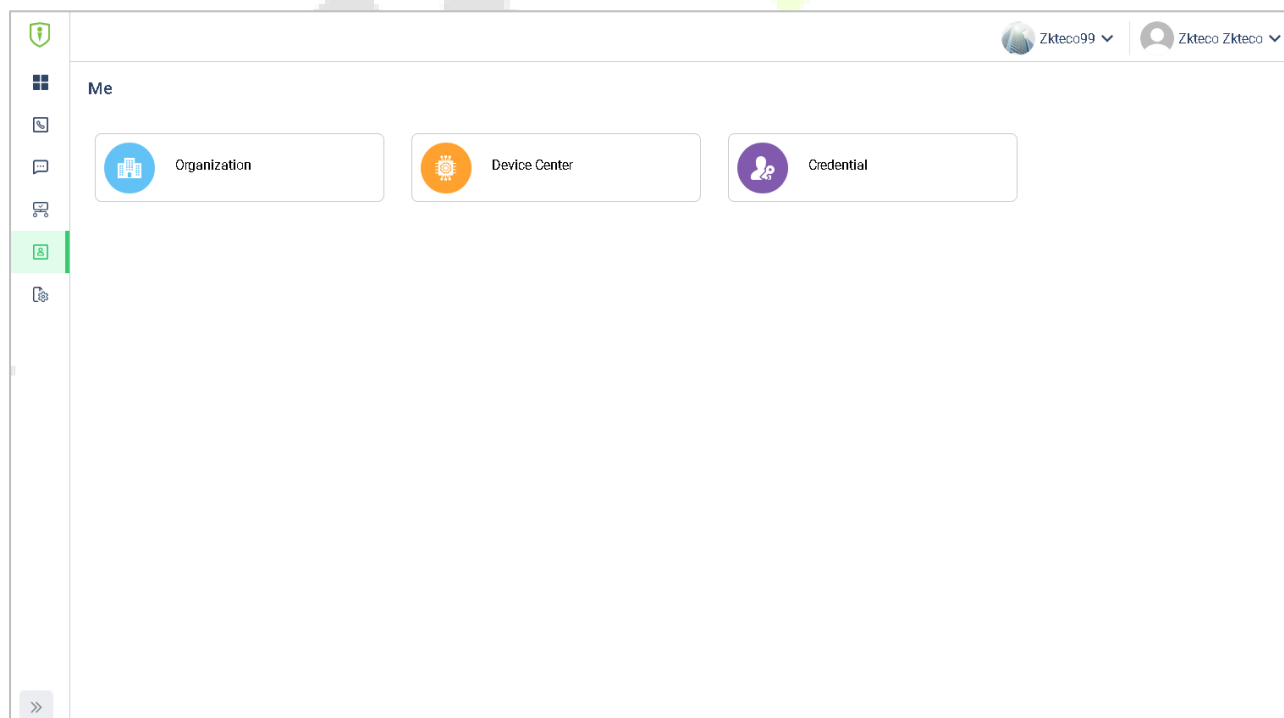 Zkteco99
Zkteco Zkteco
Me
Organization
Device Center
Credential